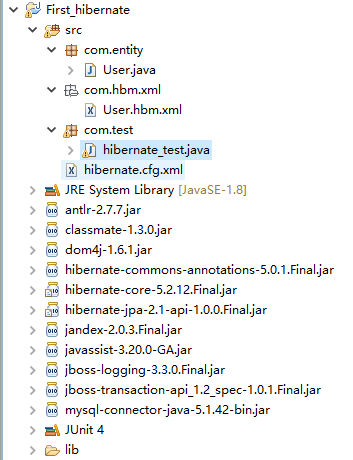 First_hibernate
src
com.entity
User.java
com.hbm.xml
User.hbm.xml
com.test
hibernate_test.java
hibernate.cfg.xml
JRE System Library [JavaSE-1.8]
antlr-2.7.7.jar
classmate-1.3.0.jar
dom4j-1.6.1.jar
hibernate-commons-annotations-5.0.1.Final.jar
hibernate-core-5.2.12.Final.jar
hibernate-jpa-2.1-api-1.0.0.Final.jar
jandex-2.0.3.Final.jar
javassist-3.20.0-GA.jar
jboss-logging-3.3.0.Final.jar
jboss-transaction-api_1.2_spec-1.0.1.Final.jar
mysql-connector-java-5.1.42-bin.jar
JUnit 4
lib